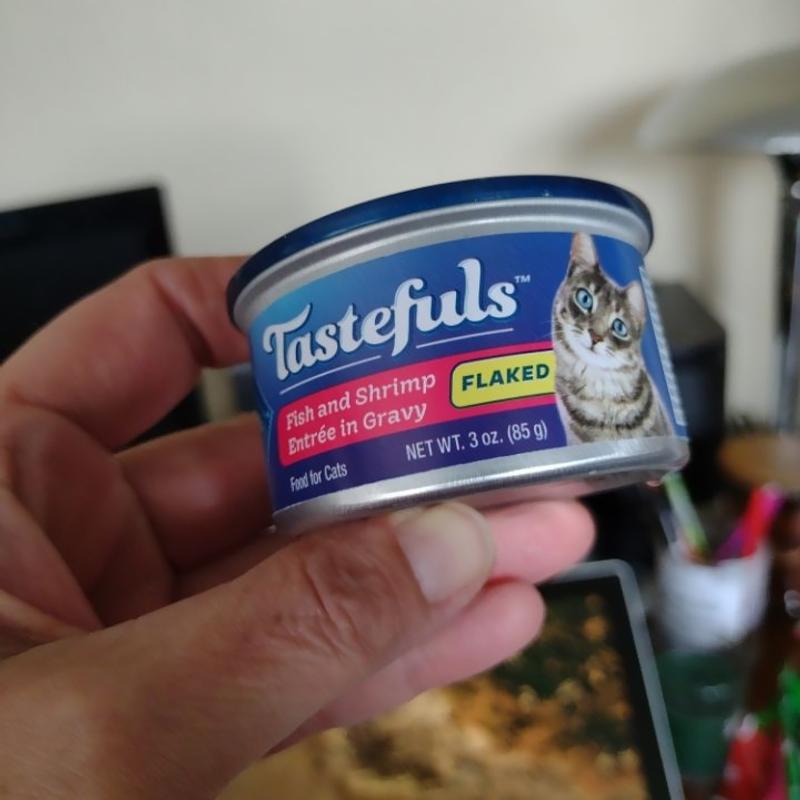 Tastefuls™
Fish and Shrimp
Entrée in Gravy
FLAKED
Food for Cats
NET WT. 3 oz. (85 g)